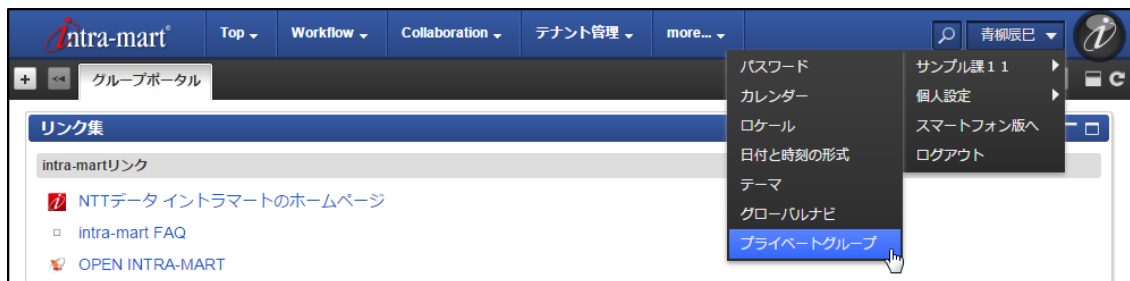 intra-mart® Top Workflow Collaboration テナント管理 more... 青柳辰巳
グループポータル
パスワード
カレンダー
ロケール
日付と時刻の形式
テーマ
グローバルナビ
プライベートグループ
サンプル課11
個人設定
スマートフォン版へ
ログアウト
リンク集
intra-martリンク
NTTデータ イントラマートのホームページ
intra-mart FAQ
OPEN INTRA-MART